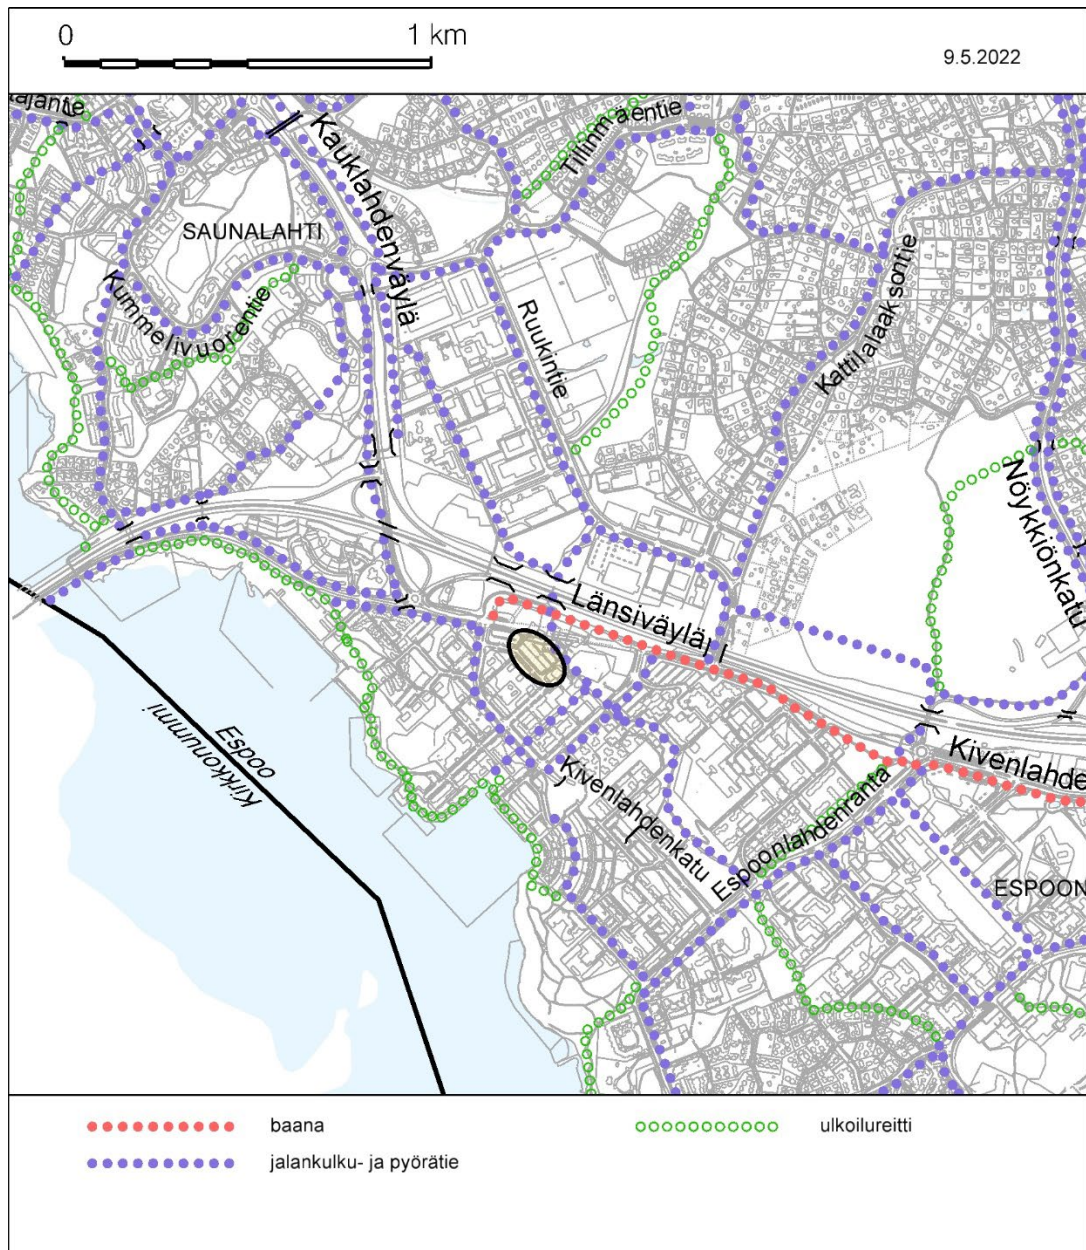 0 1 km
9.5.2022
tajantie
Kauklahdenväylä
Tillinmäentie
SAUNALAHTI
Kummelivuorentie
Ruukintie
Kattilalaaksontie
Nöykkiönkatu
Länsiväylä
Espoo
Kirkkonummi
Kivenlahde
Kivenlahdenkatu
Espoonlahdenranta
ESPOON
baana
ulkoilureitti
jalankulku- ja pyörätie